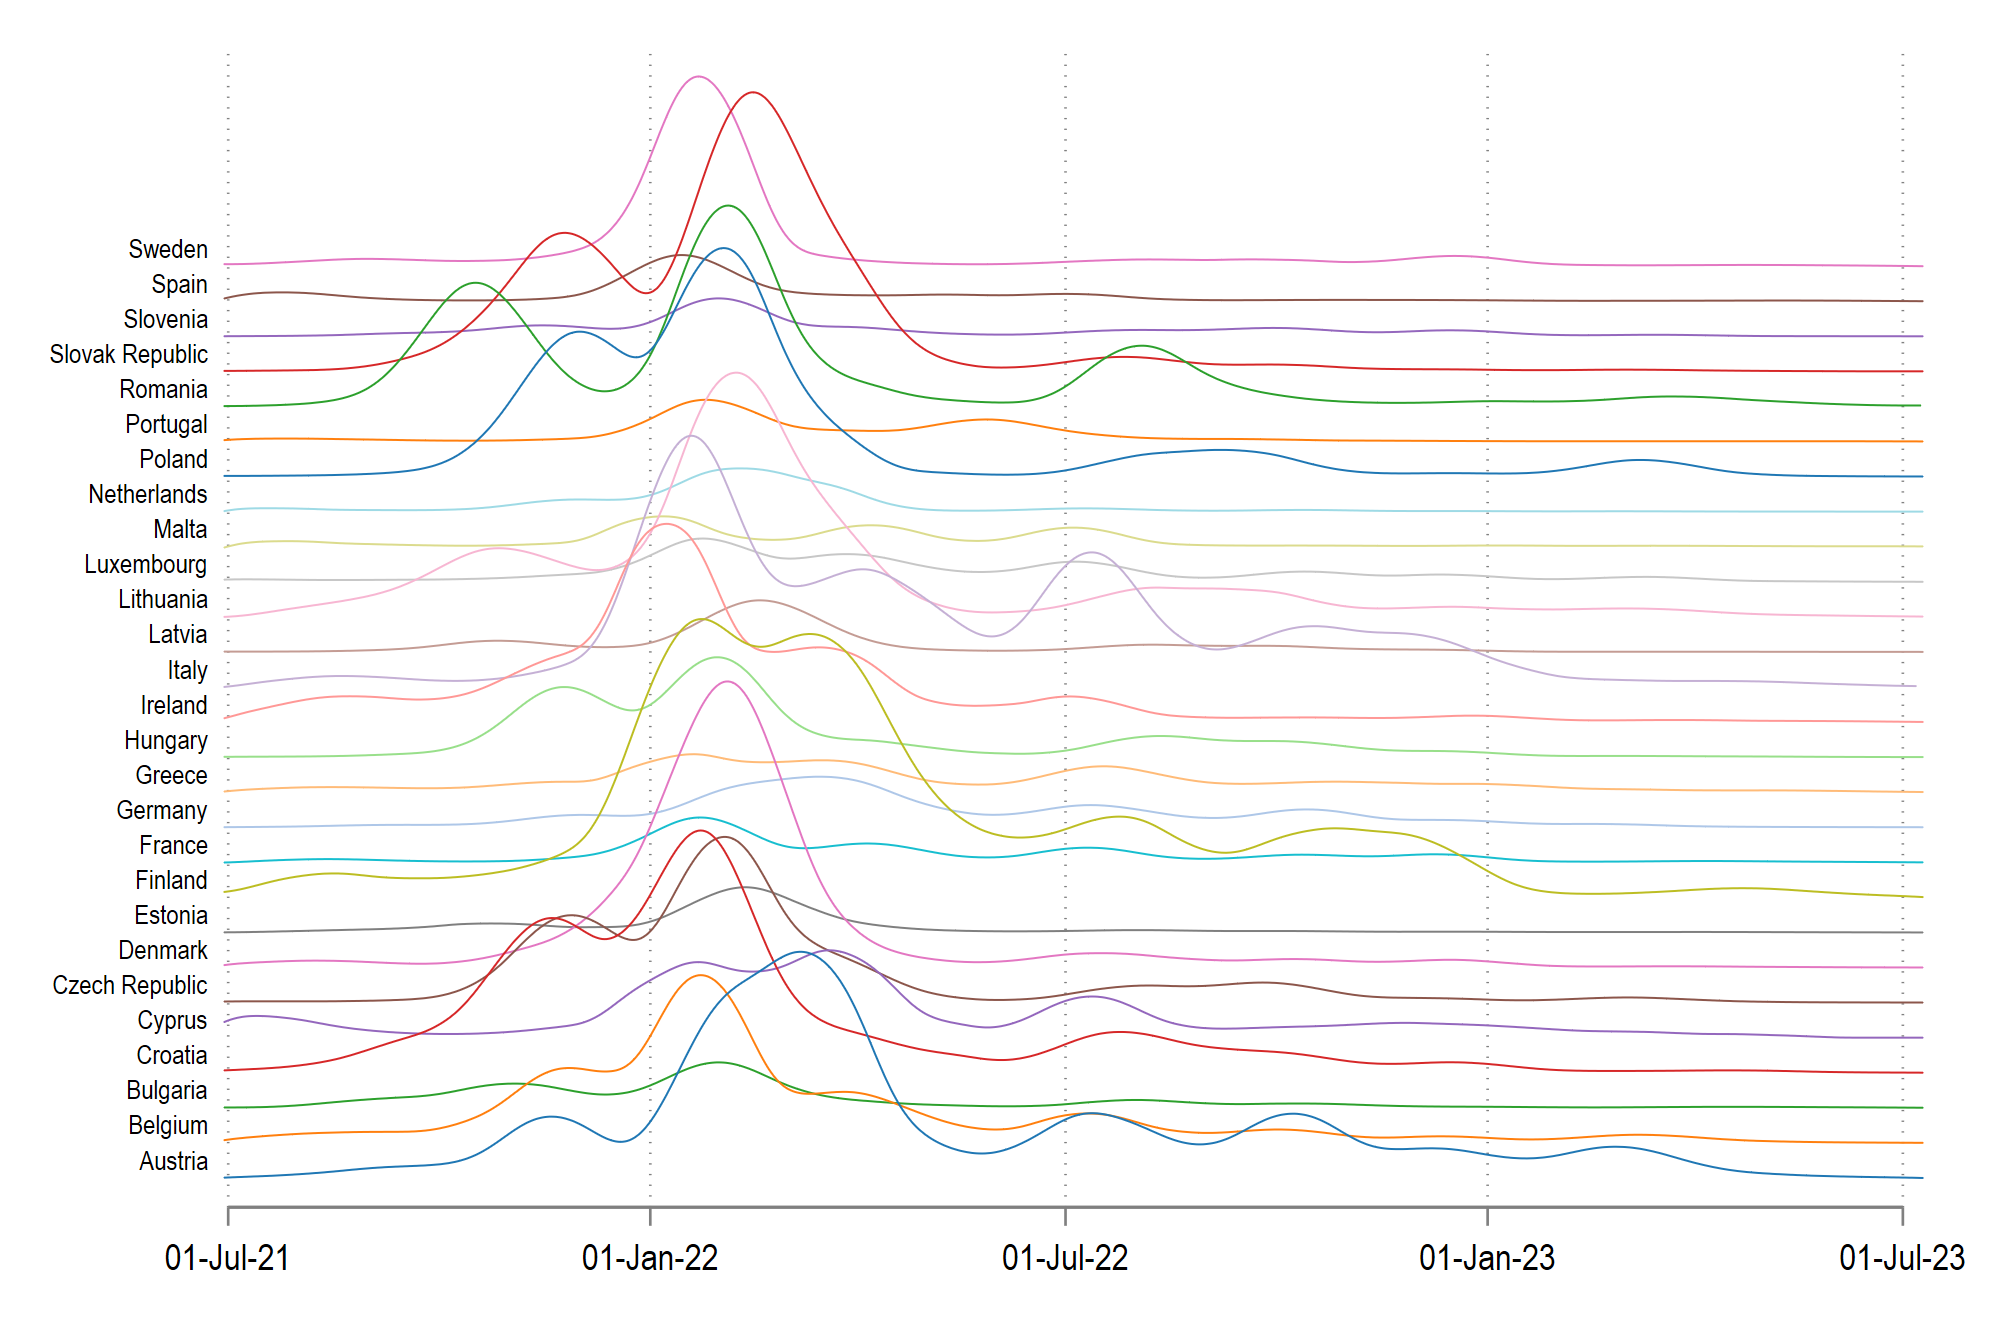 Sweden
Spain
Slovenia
Slovak Republic
Romania
Portugal
Poland
Netherlands
Malta
Luxembourg
Lithuania
Latvia
Italy
Ireland
Hungary
Greece
Germany
France
Finland
Estonia
Denmark
Czech Republic
Cyprus
Croatia
Bulgaria
Belgium
Austria
01-Jul-21 01-Jan-22 01-Jul-22 01-Jan-23 01-Jul-23